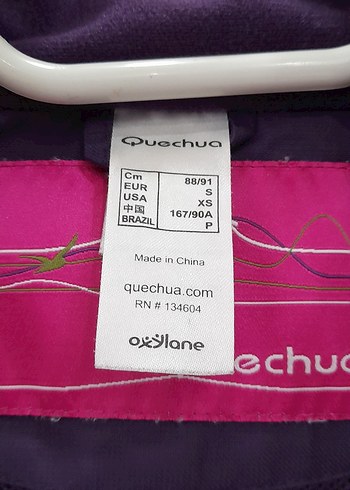 Quechua
Cm 88/91
EUR S
USA XS
中国 167/90A
BRAZIL P
Made in China
quechua.com
RN # 134604
oxylane
echua